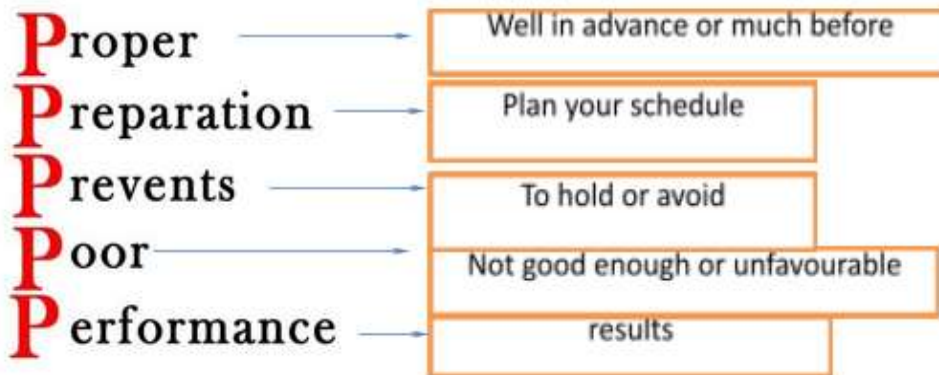 Proper Well in advance or much before
Preparation Plan your schedule
Prevents To hold or avoid
Poor Not good enough or unfavourable
Performance results